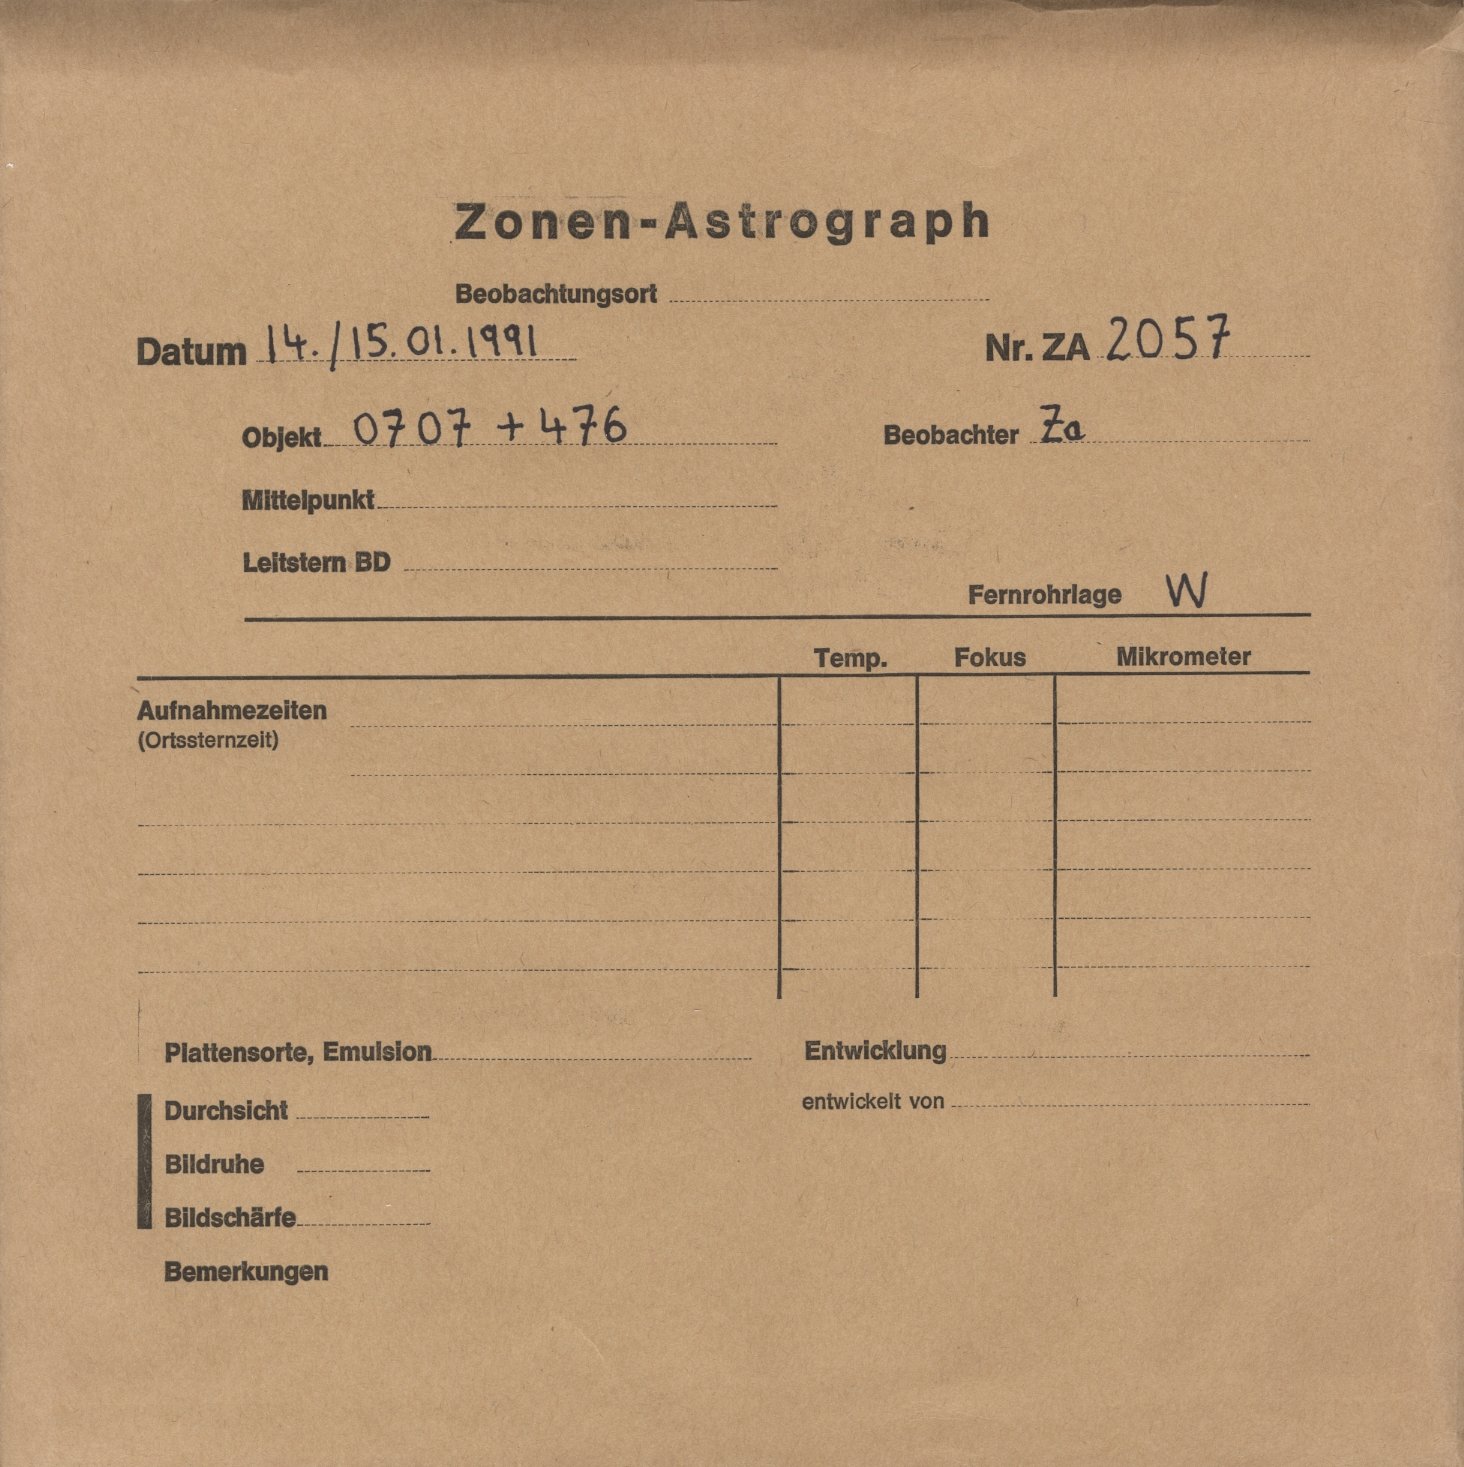 Zonen-Astrograph
Beobachtungsort
Datum 14./15.01.1991
Nr. ZA 2057
Objekt 0707 +476
Beobachter Za
Mittelpunkt
Leitstern BD
Fernrohrlage W
Temp. Fokus Mikrometer
Aufnahmezeiten
(Ortssternzeit)
Plattensorte, Emulsion
Entwicklung
Durchsicht
entwickelt von
Bildruhe
Bildschärfe
Bemerkungen